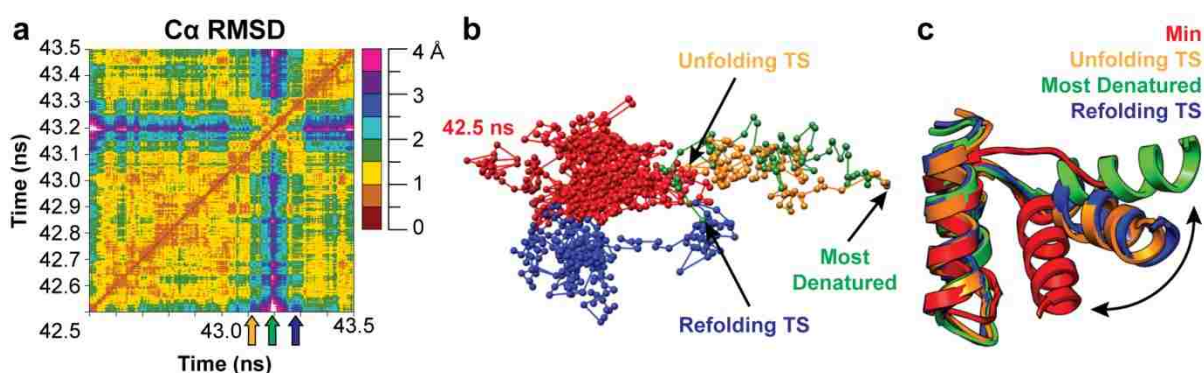 a
Cα RMSD
Time (ns)
43.5
43.4
43.3
43.2
43.1
43.0
42.9
42.8
42.7
42.6
42.5
43.0
43.5
Time (ns)
4 Å
3
2
1
0
b
Unfolding TS
42.5 ns
Most
Denatured
Refolding TS
c
Min
Unfolding TS
Most Denatured
Refolding TS